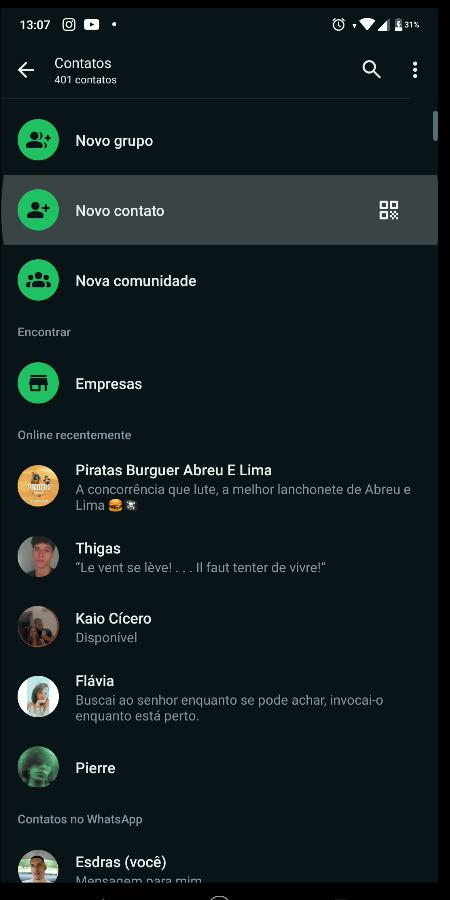 13:07
31%
Contatos
401 contatos
Novo grupo
Novo contato
Nova comunidade
Encontrar
Empresas
Online recentemente
Piratas Burguer Abreu E Lima
A concorrência que lute, a melhor lanchonete de Abreu e
Lima 🍔🏴‍☠️
Thigas
“Le vent se lève! . . . Il faut tenter de vivre!“
Kaio Cícero
Disponível
Flávia
Buscai ao senhor enquanto se pode achar, invocai-o
enquanto está perto.
Pierre
Contatos no WhatsApp
Esdras (você)
Mensagem para mim